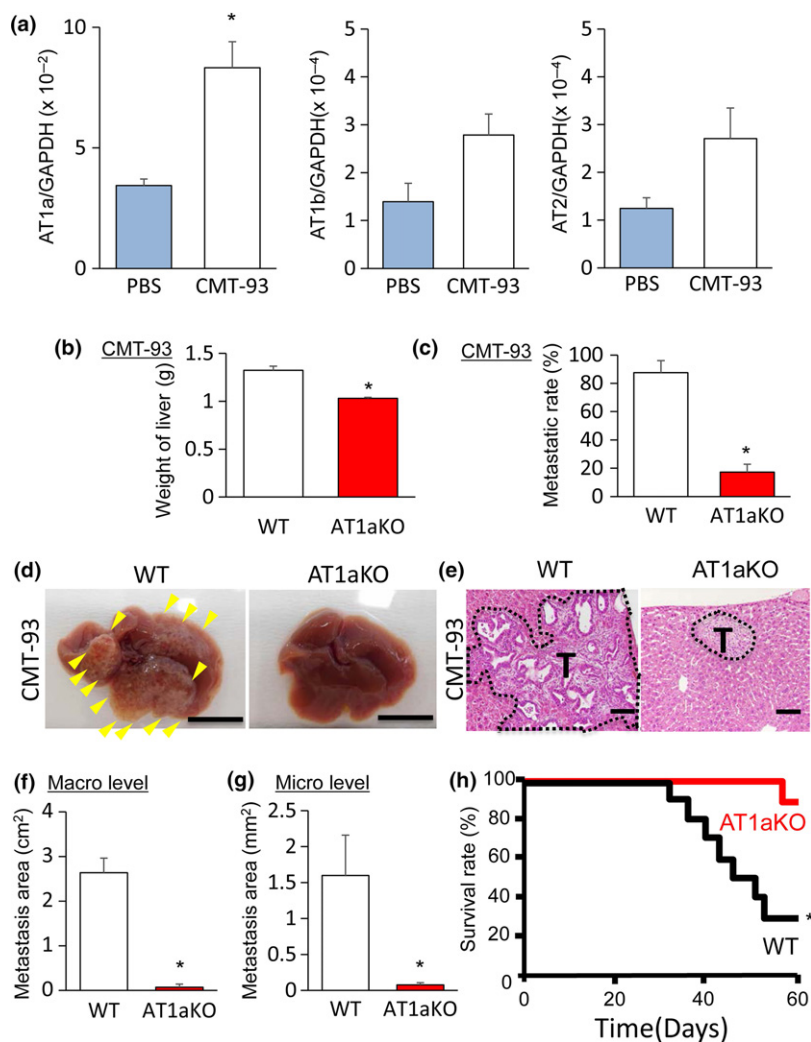 (a)
AT1a/GAPDH (x 10⁻²)
10
5
0
*
PBS
CMT-93
AT1b/GAPDH(x 10⁻⁴)
5
4
3
2
1
0
PBS
CMT-93
AT2/GAPDH(x 10⁻⁴)
5
4
3
2
1
0
PBS
CMT-93
(b)
CMT-93
Weight of liver (g)
1.5
1
0.5
0
*
WT
AT1aKO
(c)
CMT-93
Metastatic rate (%)
100
80
60
40
20
0
*
WT
AT1aKO
(d)
WT
AT1aKO
CMT-93
(e)
WT
AT1aKO
CMT-93
T
T
(f)
Macro level
Metastasis area (cm²)
4
3
2
1
0
*
WT
AT1aKO
(g)
Micro level
Metastasis area (mm²)
2.5
2
1.5
1
0.5
0
*
WT
AT1aKO
(h)
Survival rate (%)
100
80
60
40
20
0
AT1aKO
*
WT
0
20
40
60
Time(Days)